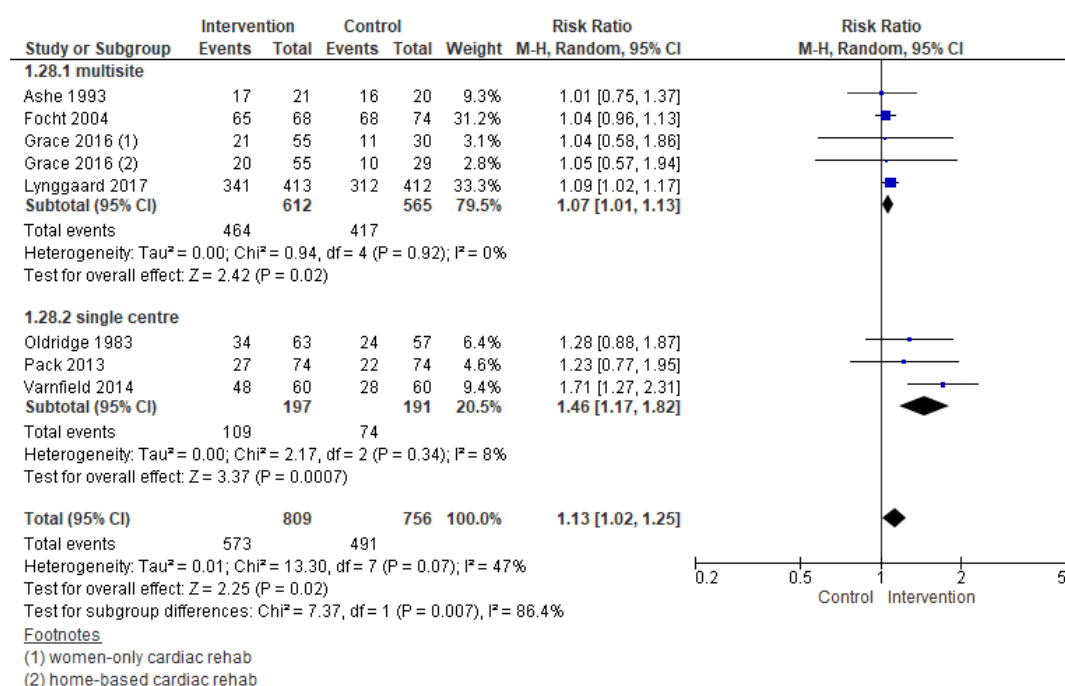 Intervention Control Risk Ratio Risk Ratio
Study or Subgroup Events Total Events Total Weight M-H, Random, 95% CI M-H, Random, 95% CI
1.28.1 multisite
Ashe 1993 17 21 16 20 9.3% 1.01 [0.75, 1.37]
Focht 2004 65 68 68 74 31.2% 1.04 [0.96, 1.13]
Grace 2016 (1) 21 55 11 30 3.1% 1.04 [0.58, 1.86]
Grace 2016 (2) 20 55 10 29 2.8% 1.05 [0.57, 1.94]
Lynggaard 2017 341 413 312 412 33.3% 1.09 [1.02, 1.17]
Subtotal (95% CI) 612 565 79.5% 1.07 [1.01, 1.13]
Total events 464 417
Heterogeneity: Tau² = 0.00; Chi² = 0.94, df = 4 (P = 0.92); I² = 0%
Test for overall effect: Z = 2.42 (P = 0.02)
1.28.2 single centre
Oldridge 1983 34 63 24 57 6.4% 1.28 [0.88, 1.87]
Pack 2013 27 74 22 74 4.6% 1.23 [0.77, 1.95]
Varnfield 2014 48 60 28 60 9.4% 1.71 [1.27, 2.31]
Subtotal (95% CI) 197 191 20.5% 1.46 [1.17, 1.82]
Total events 109 74
Heterogeneity: Tau² = 0.00; Chi² = 2.17, df = 2 (P = 0.34); I² = 8%
Test for overall effect: Z = 3.37 (P = 0.0007)
Total (95% CI) 809 756 100.0% 1.13 [1.02, 1.25]
Total events 573 491
Heterogeneity: Tau² = 0.01; Chi² = 13.30, df = 7 (P = 0.07); I² = 47%
Test for overall effect: Z = 2.25 (P = 0.02)
Test for subgroup differences: Chi² = 7.37, df = 1 (P = 0.007), I² = 86.4%
0.2 0.5 1 2 5
Control Intervention
Footnotes
(1) women-only cardiac rehab
(2) home-based cardiac rehab